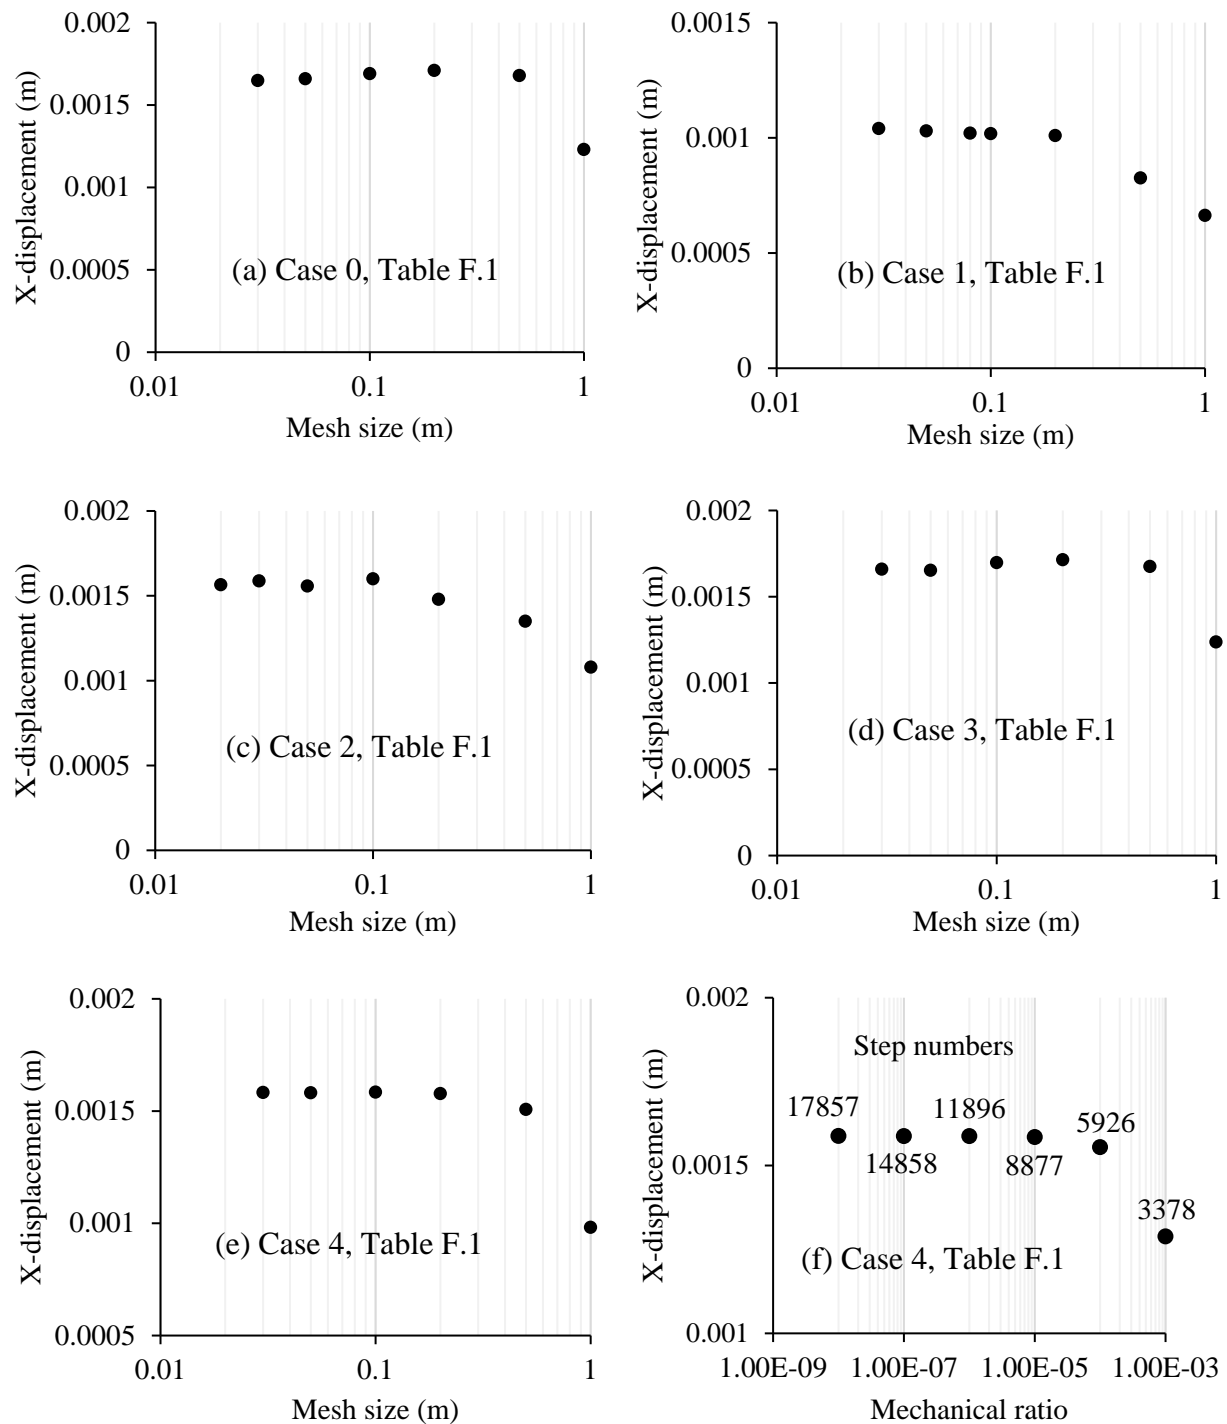 X-displacement (m)
0.002
0.0015
0.001
0.0005
0
(a) Case 0, Table F.1
0.01
0.1
1
Mesh size (m)
X-displacement (m)
0.0015
0.001
0.0005
0
(b) Case 1, Table F.1
0.01
0.1
1
Mesh size (m)
X-displacement (m)
0.002
0.0015
0.001
0.0005
0
(c) Case 2, Table F.1
0.01
0.1
1
Mesh size (m)
X-displacement (m)
0.002
0.0015
0.001
0.0005
0
(d) Case 3, Table F.1
0.01
0.1
1
Mesh size (m)
X-displacement (m)
0.002
0.0015
0.001
0.0005
(e) Case 4, Table F.1
0.01
0.1
1
Mesh size (m)
X-displacement (m)
0.002
0.0015
0.001
Step numbers
17857
14858
11896
8877
5926
3378
(f) Case 4, Table F.1
1.00E-09
1.00E-07
1.00E-05
1.00E-03
Mechanical ratio